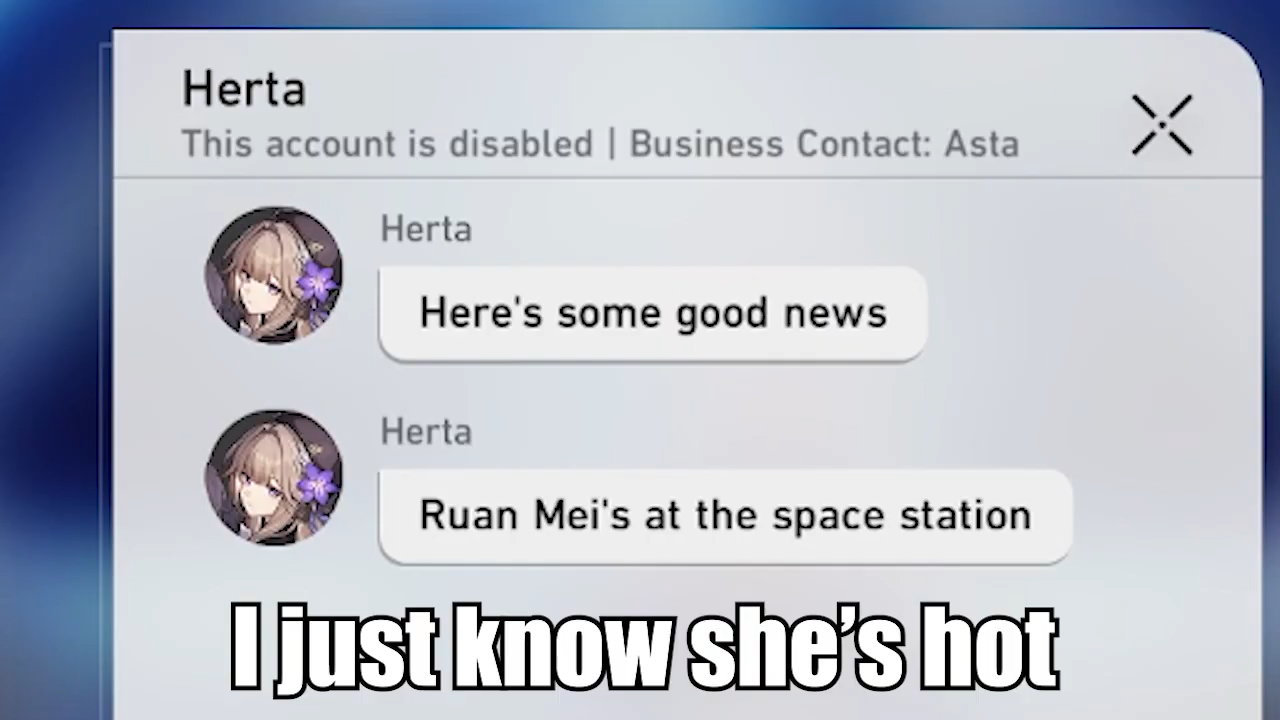 Herta
This account is disabled | Business Contact: Asta
Herta
Here's some good news
Herta
Ruan Mei's at the space station
I just know she’s hot